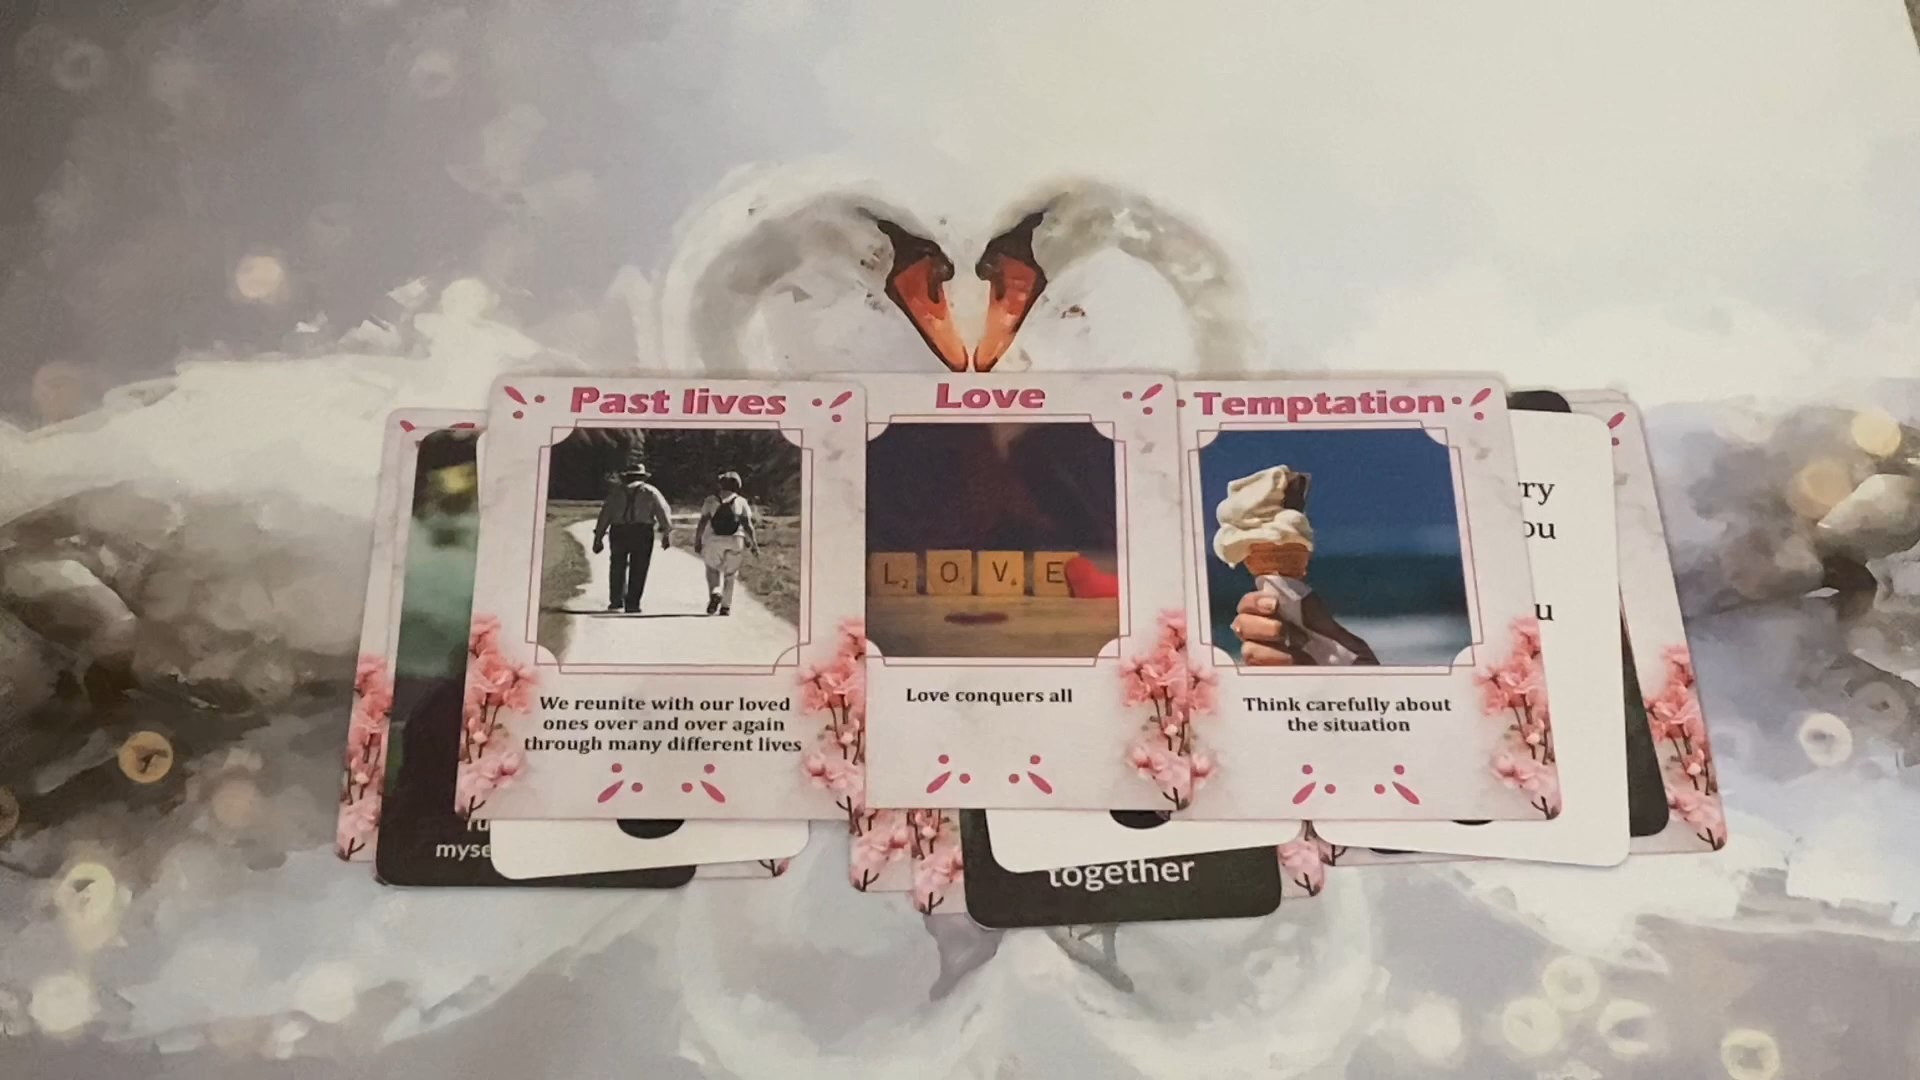 Past lives
We reunite with our loved
ones over and over again
through many different lives
Love
L O V E
Love conquers all
Temptation
Think carefully about
the situation
together